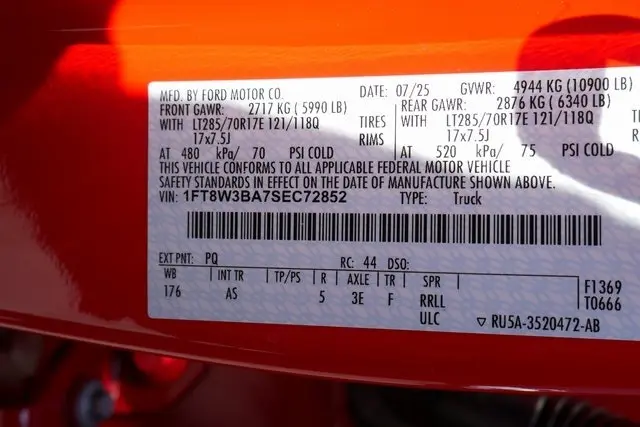 MFD. BY FORD MOTOR CO. DATE: 07/25 GVWR: 4944 KG (10900 LB)
FRONT GAWR: 2717 KG (5990 LB) REAR GAWR: 2876 KG (6340 LB)
WITH LT285/70R17E 121/118Q TIRES WITH LT285/70R17E 121/118Q TI
17x7.5J RIMS 17x7.5J RI
AT 480 kPa/ 70 PSI COLD AT 520 kPa/ 75 PSI COLD
THIS VEHICLE CONFORMS TO ALL APPLICABLE FEDERAL MOTOR VEHICLE
SAFETY STANDARDS IN EFFECT ON THE DATE OF MANUFACTURE SHOWN ABOVE.
VIN: 1FT8W3BA7SEC72852 TYPE: Truck
EXT PNT: PQ RC: 44 DSO:
WB INT TR TP/PS R AXLE TR SPR F1369
176 AS 5 3E F RRLL T0666
ULC ▽ RU5A-3520472-AB